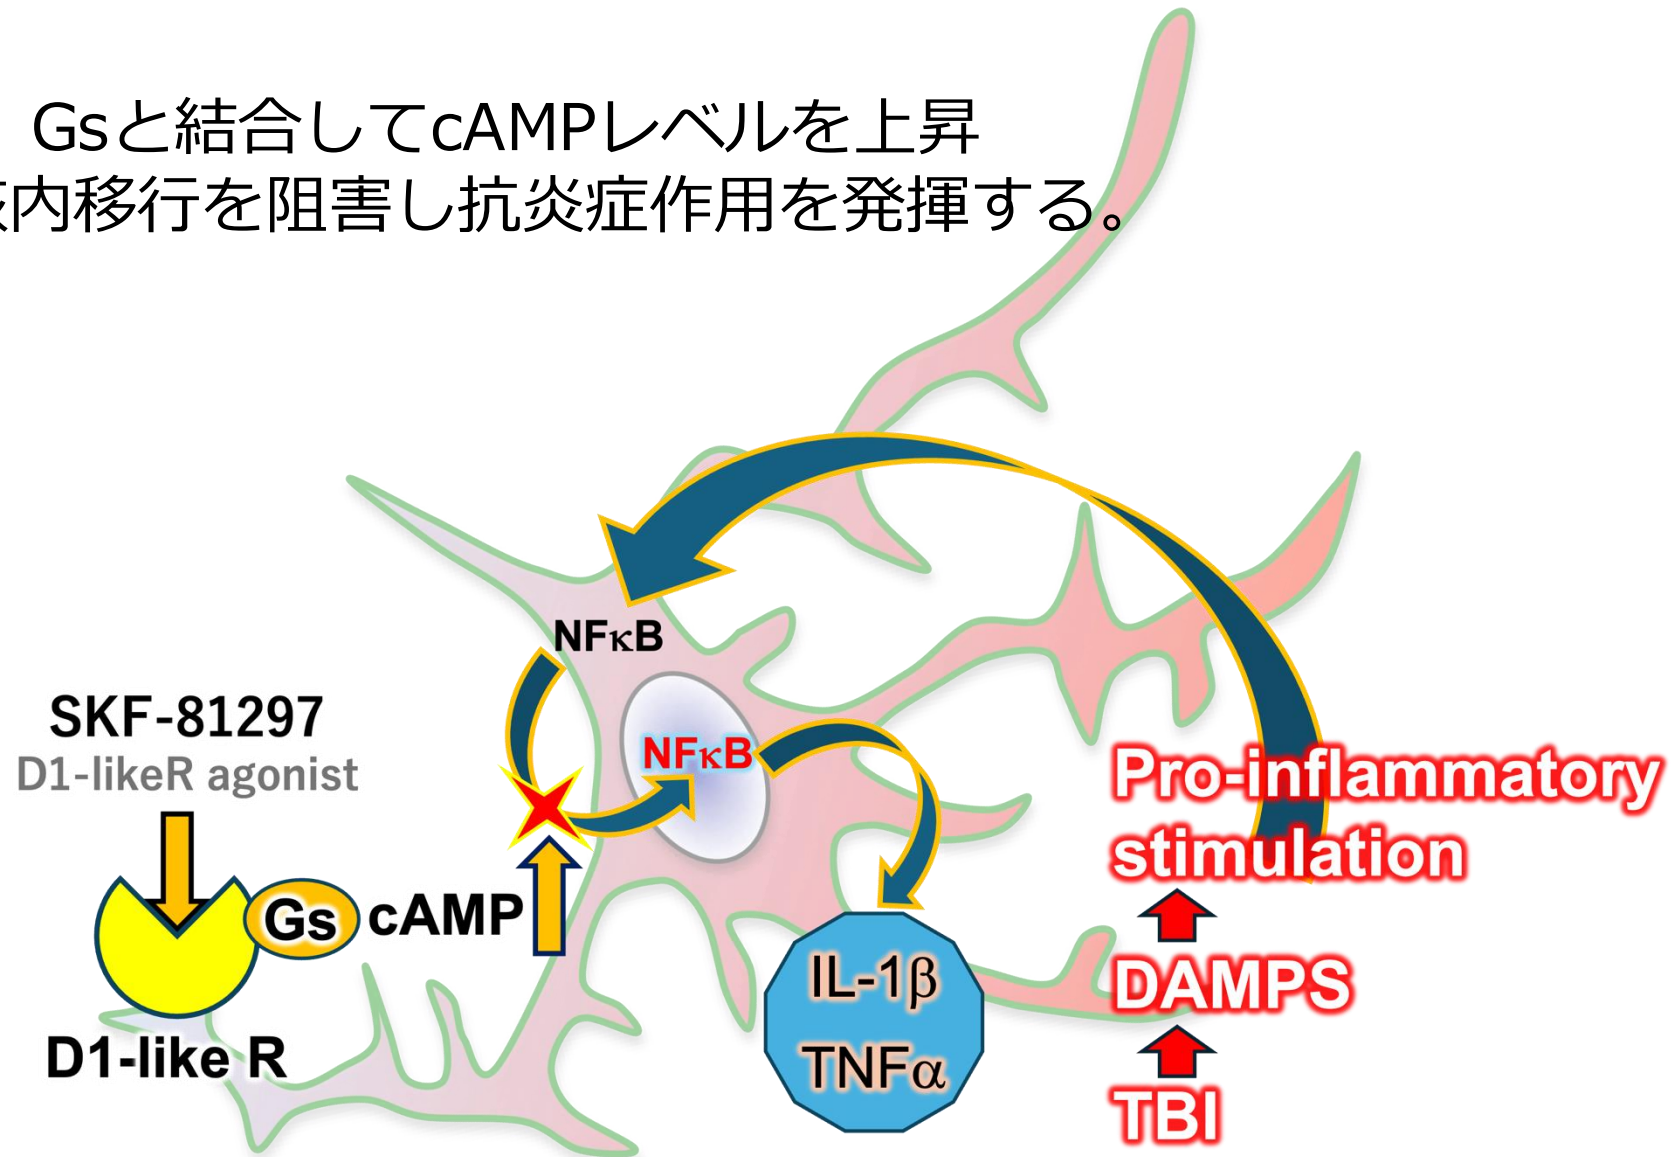 Gsと結合してcAMPレベルを上昇
内移行を阻害し抗炎症作用を発揮する。
NFκB
SKF-81297
D1-likeR agonist
NFκB
Pro-inflammatory
stimulation
Gs cAMP
IL-1β
DAMPS
TNFα
D1-like R
TBI